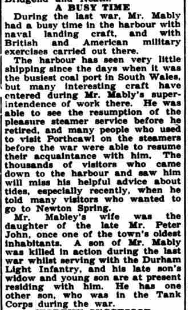 Bridgend and Neath.
A BUSY TIME
During the last war, Mr. Mably
had a busy time in the harbour with
naval landing craft, and with
British and American military
exercises carried out there.
The harbour has seen very little
shipping since the days when it was
the busiest coal port in South Wales,
but many interesting craft have
entered during Mr. Mably's super-
intendence of work there. He was
able to see the resumption of the
pleasure steamer service before he
retired, and many people who used
to visit Porthcawl on the steamers
before the war were able to resume
their acquaintance with him. The
thousands of visitors who came
down to the harbour and saw him
will miss his helpful advice about
tides, especially recently, when he
told many visitors who wanted to
go to Newton Spring.
Mr. Mabley's wife was the
daughter of the late Mr. Peter
John, once one of the town's oldest
inhabitants. A son of Mr. Mably
was killed in action during the last
war whilst serving with the Durham
Light Infantry, and his late son's
widow and young son are at present
residing with him. He has one
other son, who was in the Tank
Corps during the war.